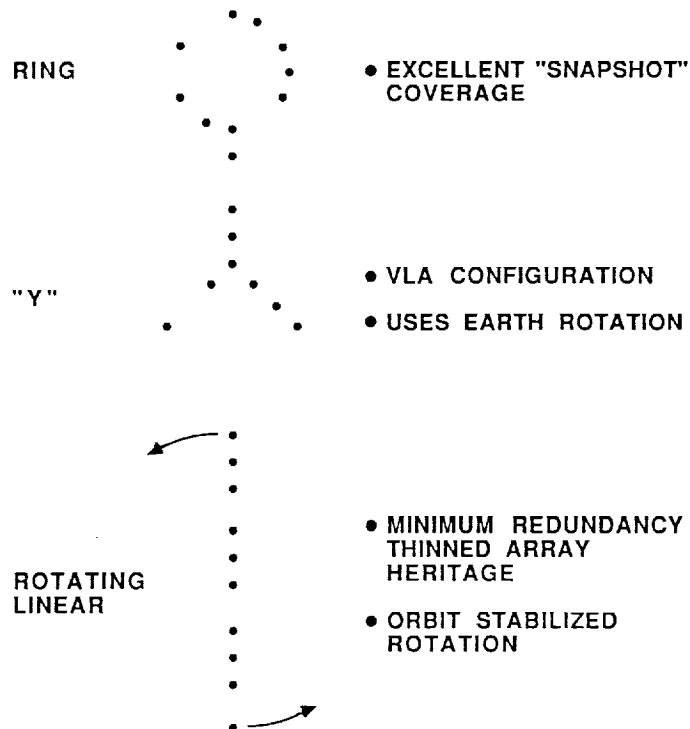 RING
● EXCELLENT "SNAPSHOT"
COVERAGE
"Y"
● VLA CONFIGURATION
● USES EARTH ROTATION
ROTATING
LINEAR
● MINIMUM REDUNDANCY
THINNED ARRAY
HERITAGE
● ORBIT STABILIZED
ROTATION